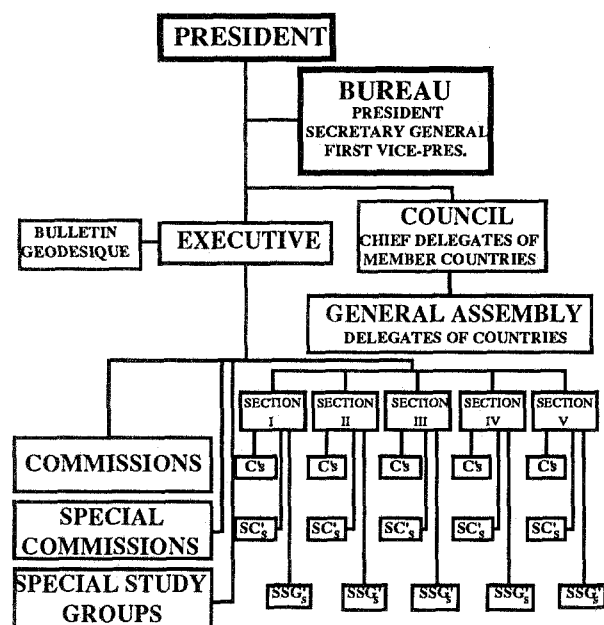 PRESIDENT
BUREAU
PRESIDENT
SECRETARY GENERAL
FIRST VICE-PRES.
BULLETIN
GEODESIQUE
EXECUTIVE
COUNCIL
CHIEF DELEGATES OF
MEMBER COUNTRIES
GENERAL ASSEMBLY
DELEGATES OF COUNTRIES
COMMISSIONS
SPECIAL
COMMISSIONS
SPECIAL STUDY
GROUPS
SECTION
I
SECTION
II
SECTION
III
SECTION
IV
SECTION
V
C's
C's
C's
C's
C's
SC's
SC's
SC's
SC's
SC's
SSG's
SSG's
SSG's
SSG's
SSG's